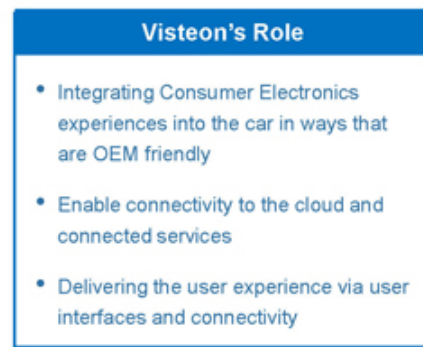 Visteon's Role
• Integrating Consumer Electronics
experiences into the car in ways that
are OEM friendly
• Enable connectivity to the cloud and
connected services
• Delivering the user experience via user
interfaces and connectivity